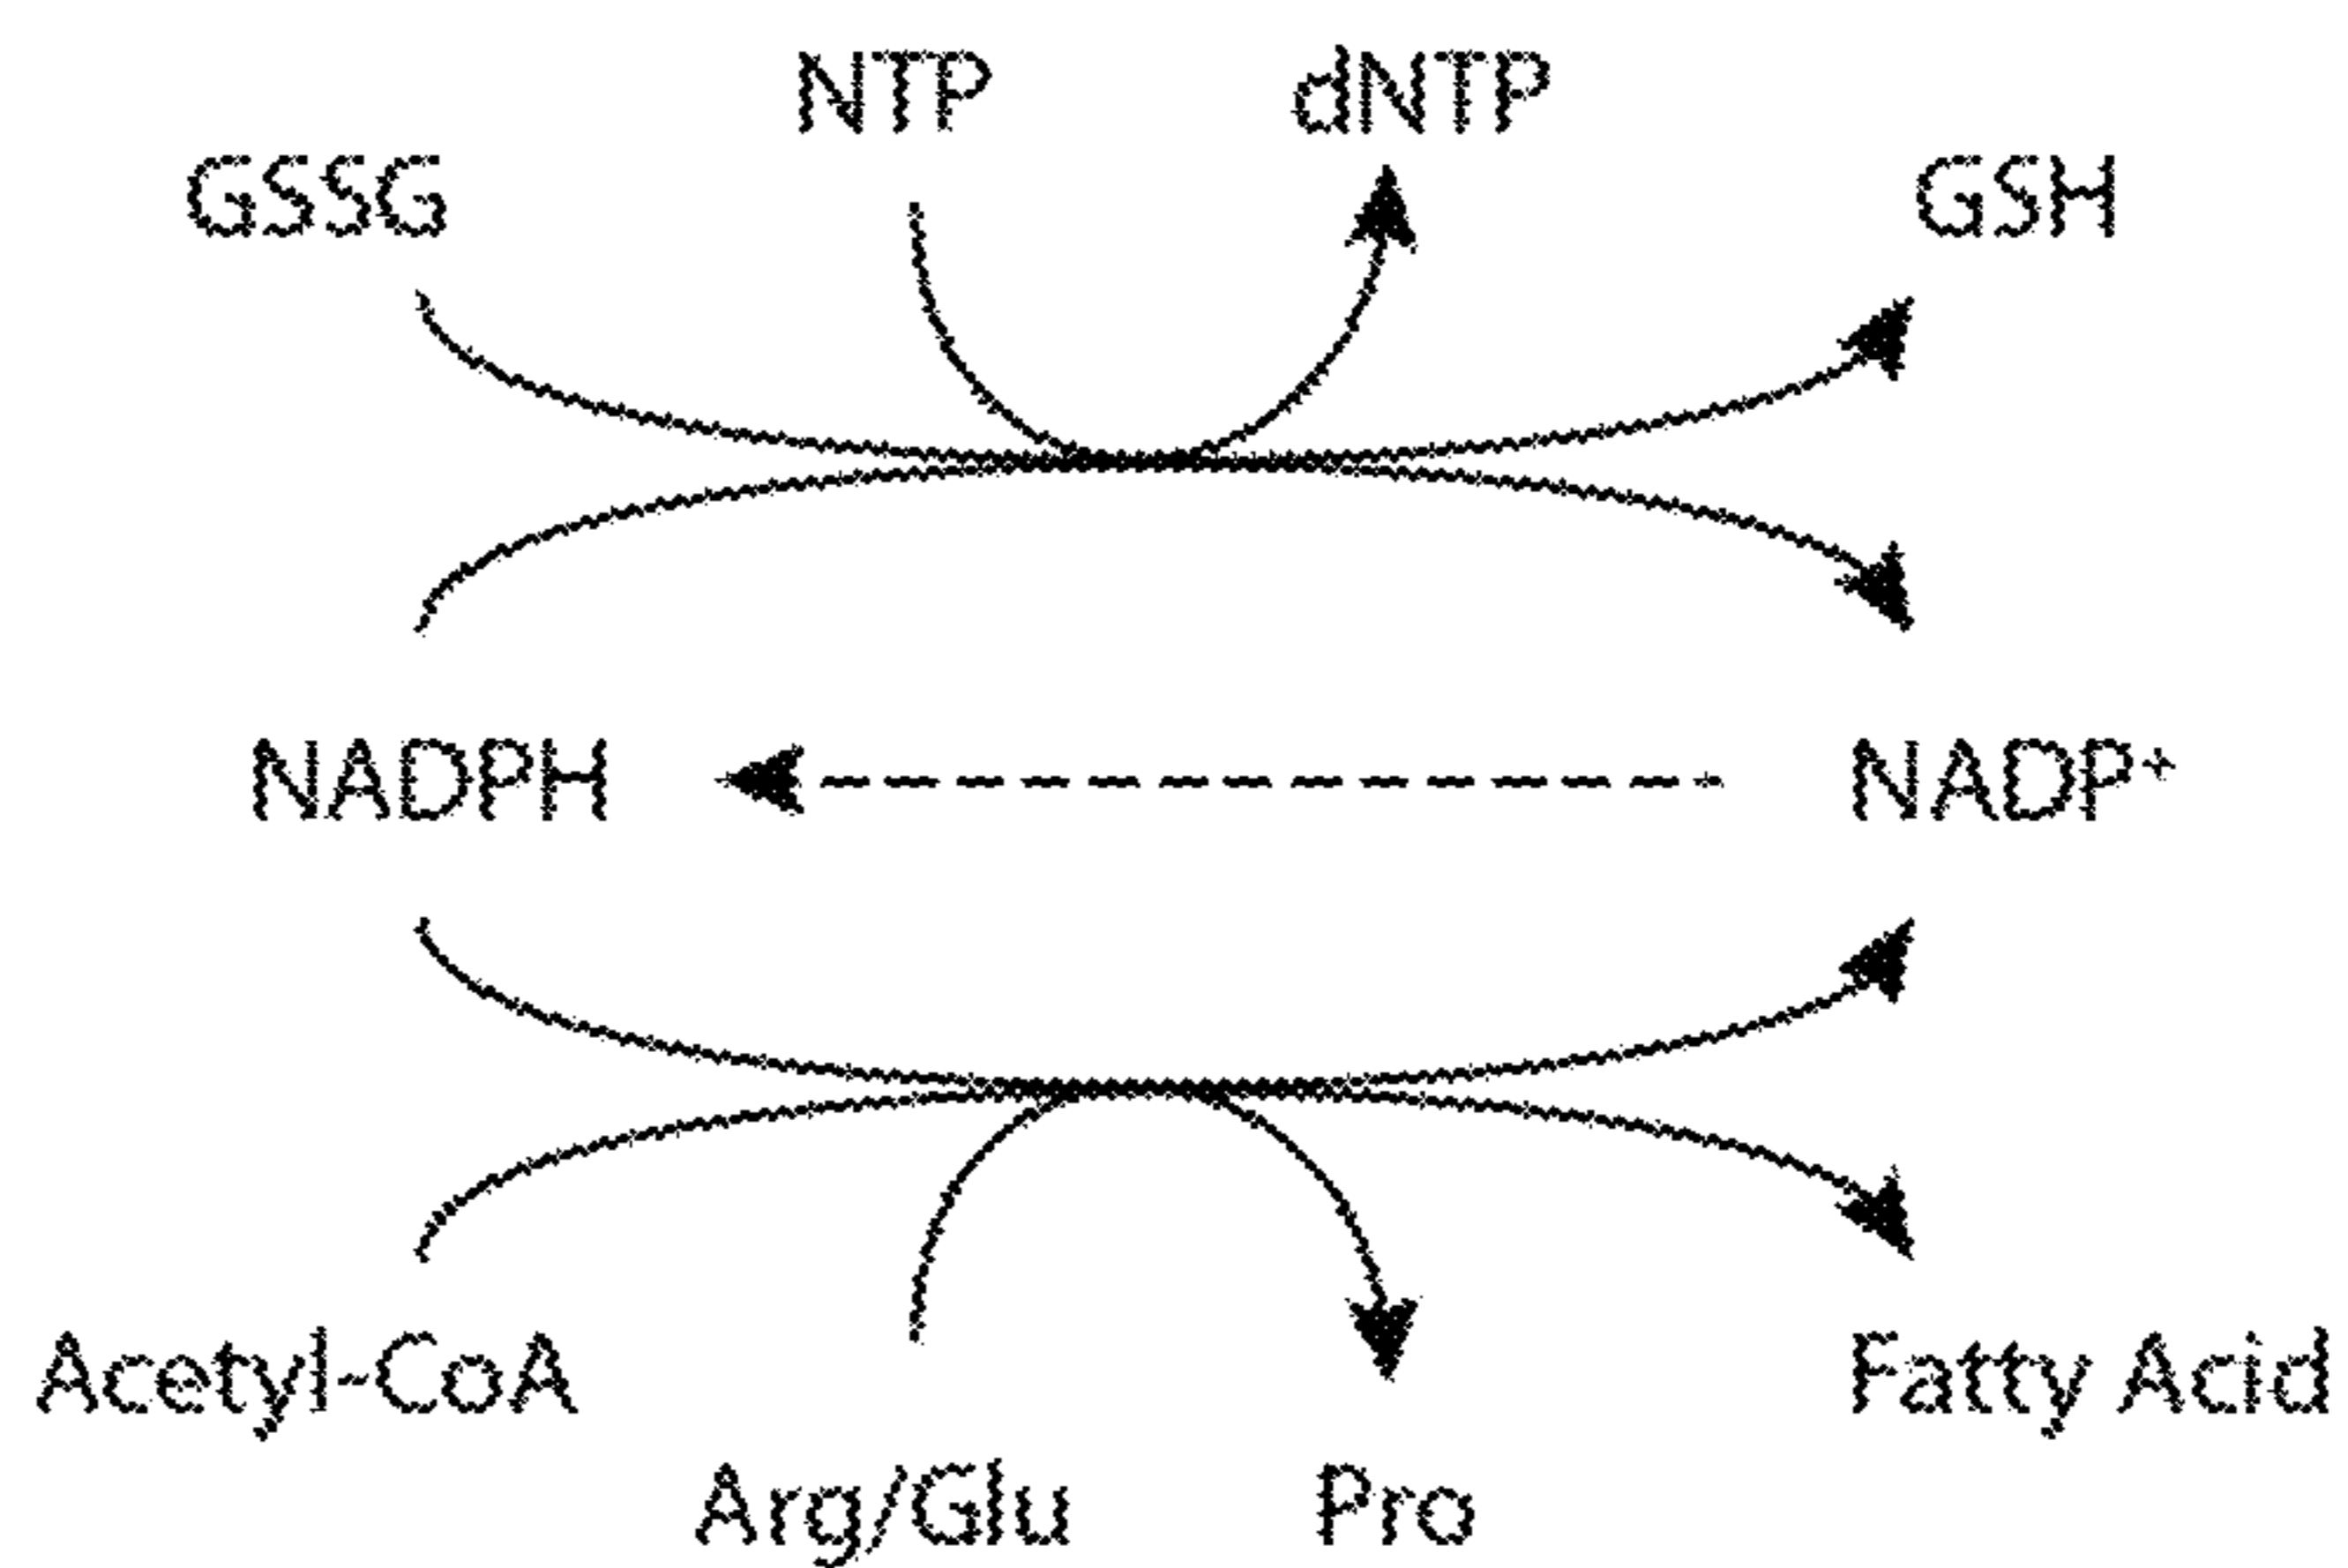 NTP dNTP
GSSG GSH
NADPH NADP+
Acetyl-CoA Fatty Acid
Arg/Glu Pro